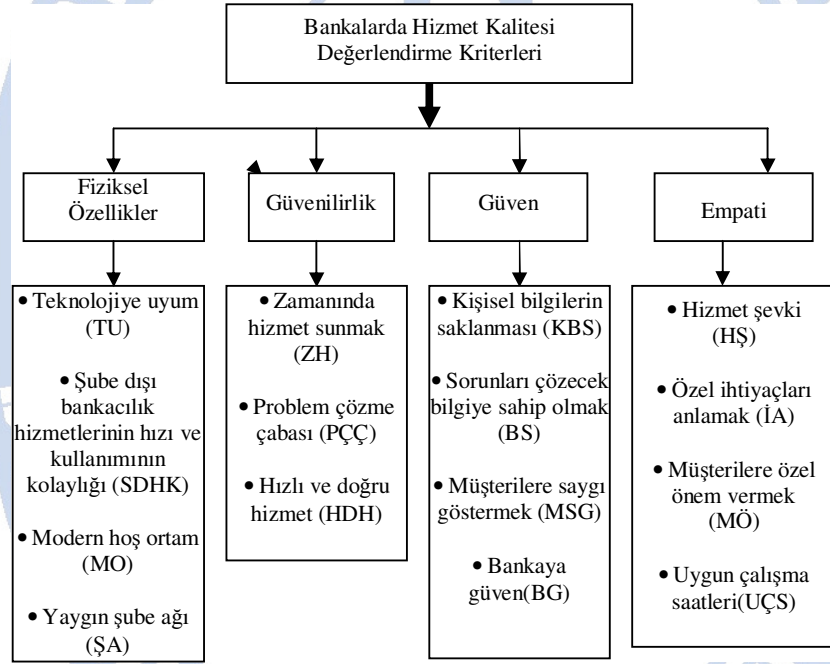 Bankalarda Hizmet Kalitesi
Değerlendirme Kriterleri
Fiziksel
Özellikler
Güvenilirlik
Güven
Empati
• Teknolojiye uyum
(TU)
• Şube dışı
bankacılık
hizmetlerinin hızı ve
kullanımının
kolaylığı (SDHK)
• Modern hoş ortam
(MO)
• Yaygın şube ağı
(ŞA)
• Zamanında
hizmet sunmak
(ZH)
• Problem çözme
çabası (PÇÇ)
• Hızlı ve doğru
hizmet (HDH)
• Kişisel bilgilerin
saklanması (KBS)
• Sorunları çözecek
bilgiye sahip olmak
(BS)
• Müşterilere saygı
göstermek (MSG)
• Bankaya
güven(BG)
• Hizmet şevki
(HŞ)
• Özel ihtiyaçları
anlamak (İA)
• Müşterilere özel
önem vermek
(MÖ)
• Uygun çalışma
saatleri(UÇS)